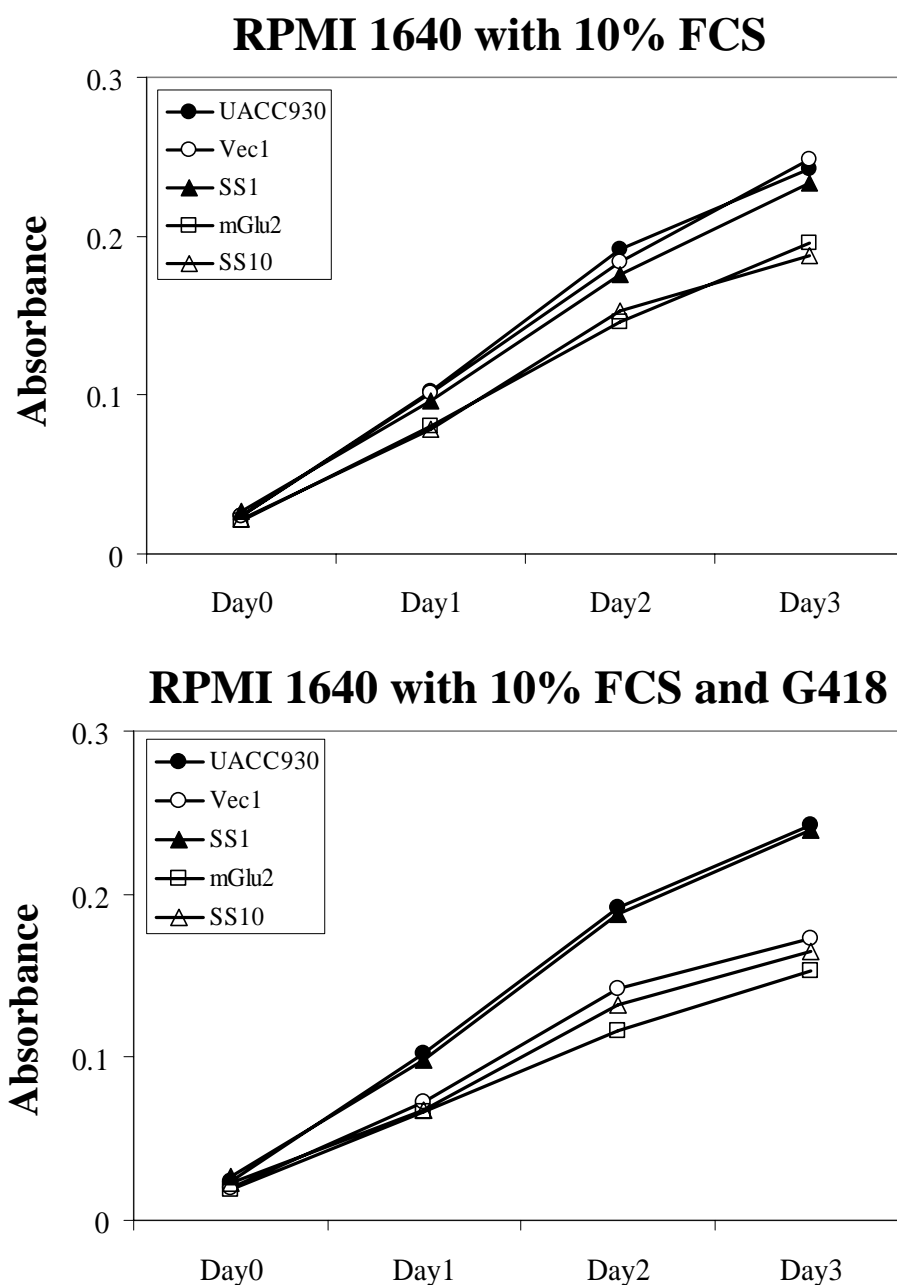 RPMI 1640 with 10% FCS
0.3
UACC930
Vec1
SS1
mGlu2
SS10
0.2
Absorbance
0.1
0
Day0 Day1 Day2 Day3
RPMI 1640 with 10% FCS and G418
0.3
UACC930
Vec1
SS1
mGlu2
SS10
0.2
Absorbance
0.1
0
Day0 Day1 Day2 Day3